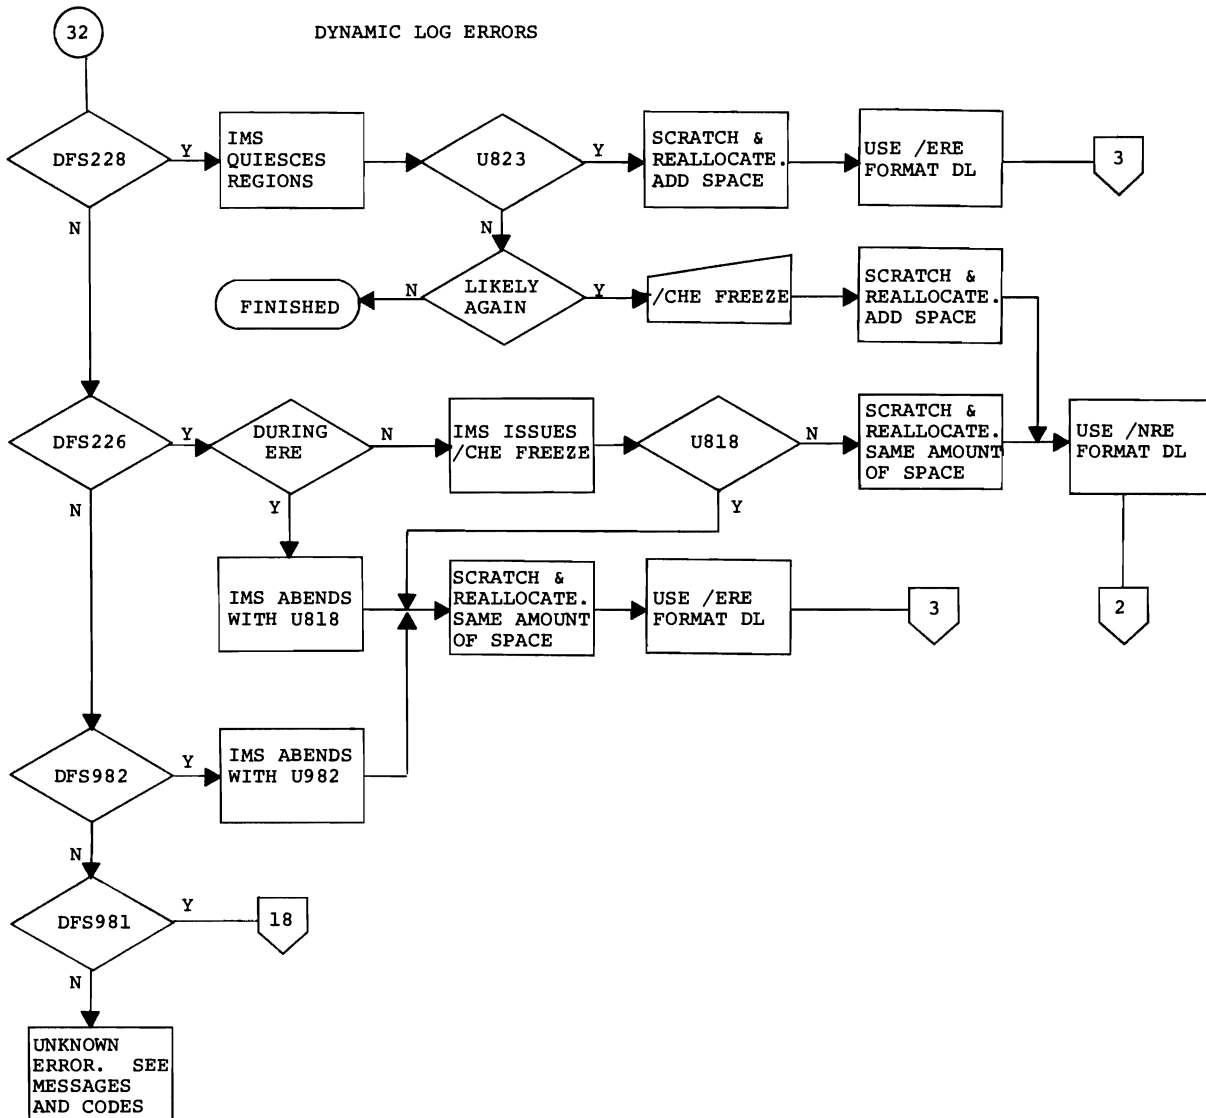 32
DYNAMIC LOG ERRORS
DFS228
Y
IMS
QUIESCES
REGIONS
U823
Y
SCRATCH &
REALLOCATE.
ADD SPACE
USE /ERE
FORMAT DL
3
N
N
FINISHED
N
LIKELY
AGAIN
Y
/CHE FREEZE
SCRATCH &
REALLOCATE.
ADD SPACE
DFS226
Y
DURING
ERE
N
IMS ISSUES
/CHE FREEZE
U818
N
SCRATCH &
REALLOCATE.
SAME AMOUNT
OF SPACE
USE /NRE
FORMAT DL
N
Y
Y
IMS ABENDS
WITH U818
SCRATCH &
REALLOCATE.
SAME AMOUNT
OF SPACE
USE /ERE
FORMAT DL
3
2
DFS982
Y
IMS ABENDS
WITH U982
N
DFS981
Y
18
N
UNKNOWN
ERROR. SEE
MESSAGES
AND CODES